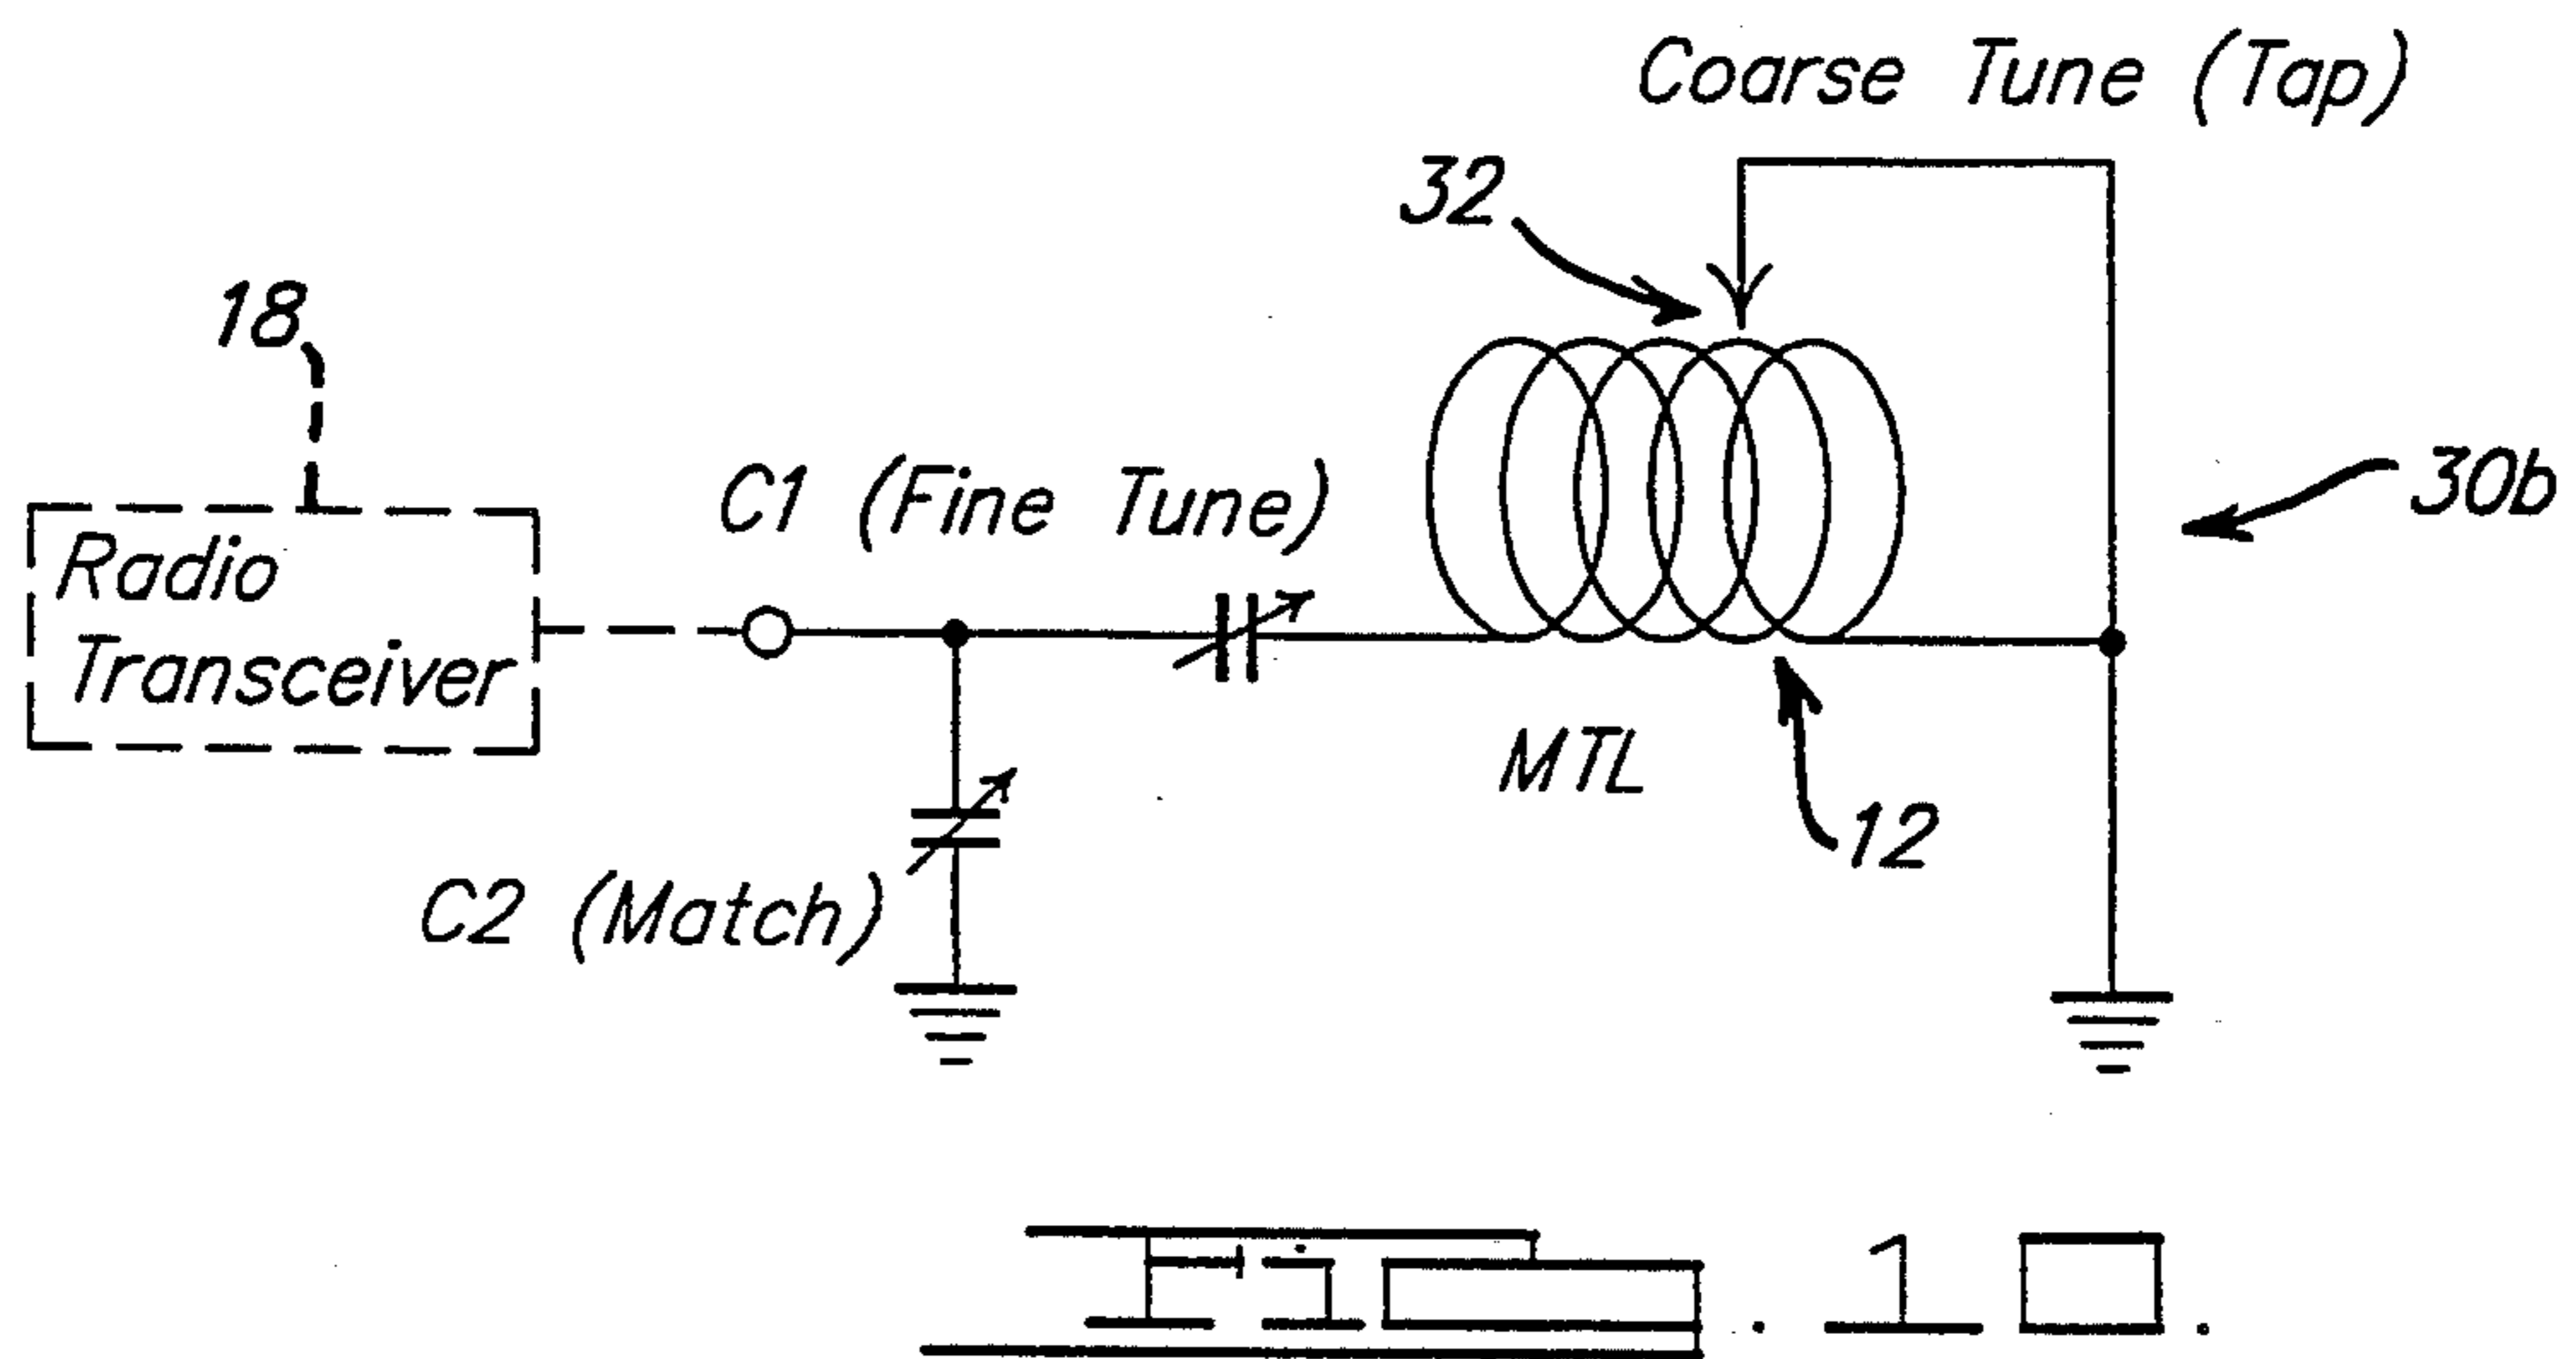 Coarse Tune (Tap)
32
18
30b
C1 (Fine Tune)
Radio
Transceiver
MTL
12
C2 (Match)
Fig. 10.